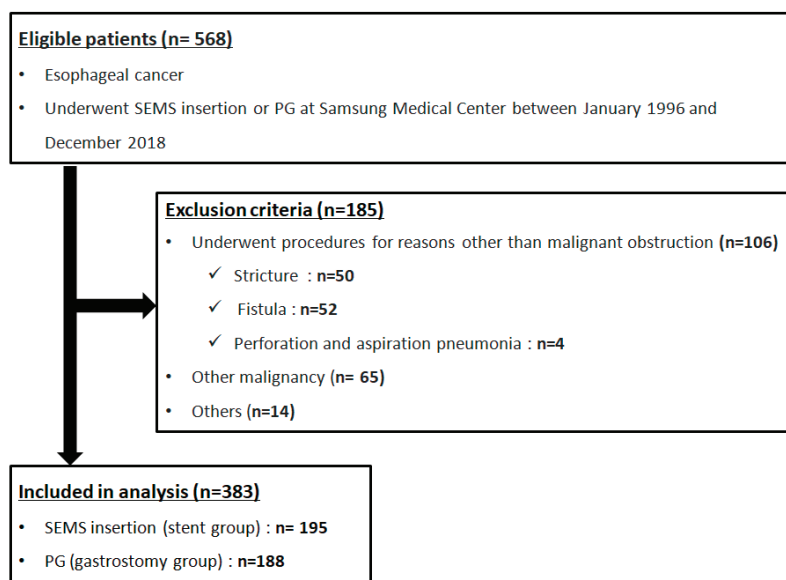 Eligible patients (n= 568)
• Esophageal cancer
• Underwent SEMS insertion or PG at Samsung Medical Center between January 1996 and
December 2018
Exclusion criteria (n=185)
• Underwent procedures for reasons other than malignant obstruction (n=106)
✓ Stricture : n=50
✓ Fistula : n=52
✓ Perforation and aspiration pneumonia : n=4
• Other malignancy (n= 65)
• Others (n=14)
Included in analysis (n=383)
• SEMS insertion (stent group) : n= 195
• PG (gastrostomy group) : n=188